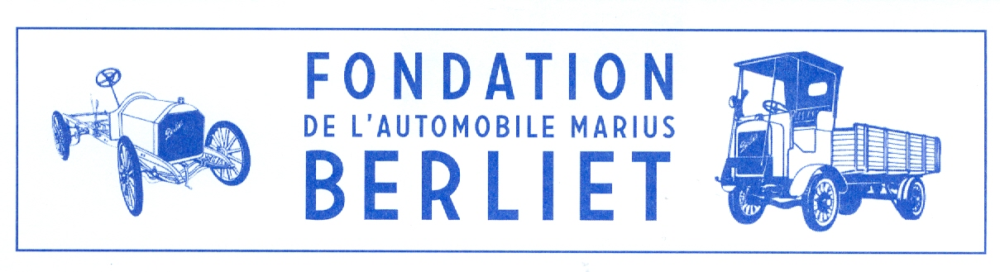 FONDATION
DE L'AUTOMOBILE MARIUS
BERLIET